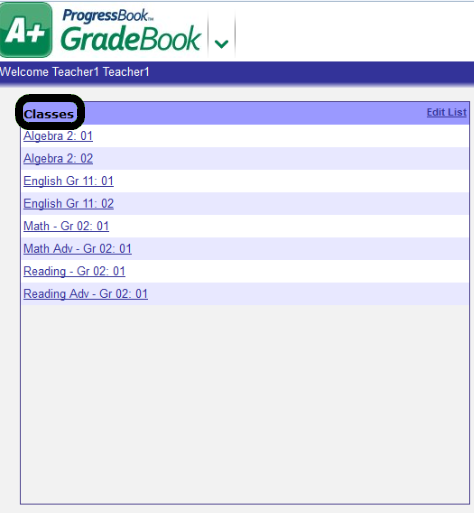 A+
ProgressBook™
GradeBook
Welcome Teacher1 Teacher1
Classes Edit List
Algebra 2: 01
Algebra 2: 02
English Gr 11: 01
English Gr 11: 02
Math - Gr 02: 01
Math Adv - Gr 02: 01
Reading - Gr 02: 01
Reading Adv - Gr 02: 01